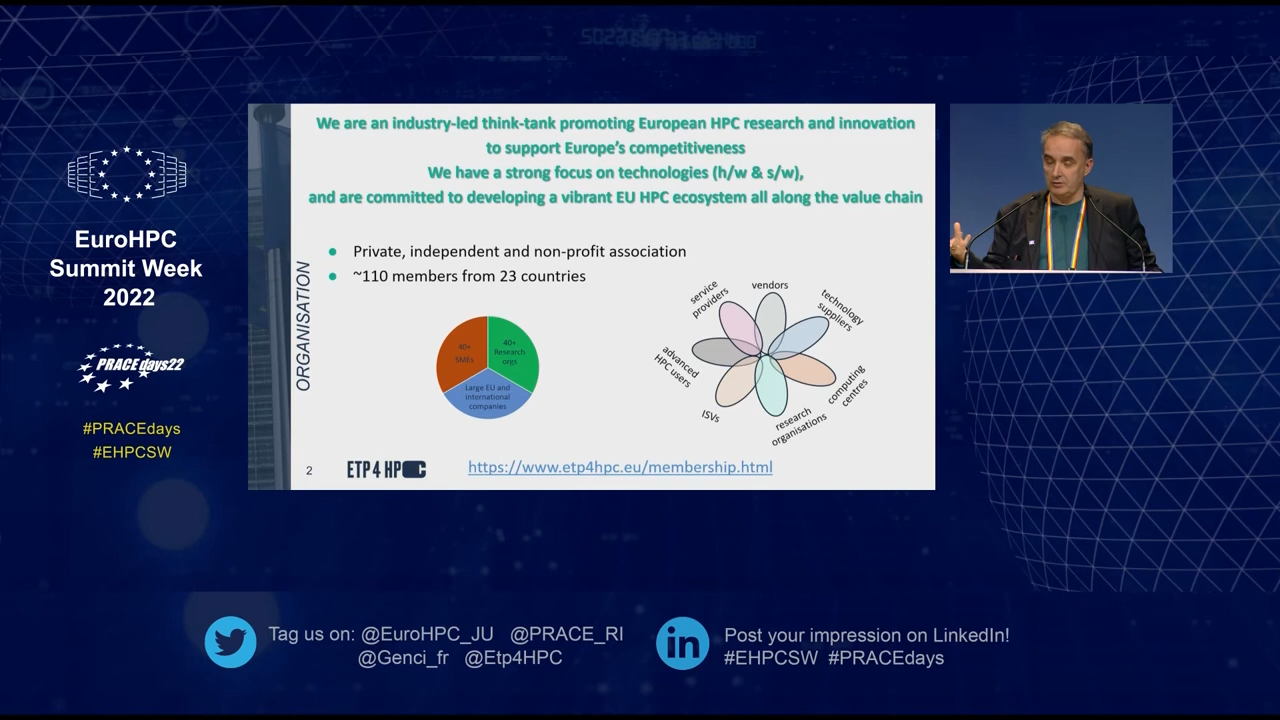 EuroHPC
Summit Week
2022
PRACEdays22
#PRACEdays
#EHPCSW
We are an industry-led think-tank promoting European HPC research and innovation
to support Europe's competitiveness
We have a strong focus on technologies (h/w & s/w),
and are committed to developing a vibrant EU HPC ecosystem all along the value chain
ORGANISATION
● Private, independent and non-profit association
● ~110 members from 23 countries
40+
SMEs
40+
Research
orgs
Large EU and
international
companies
service
providers
vendors
technology
suppliers
advanced
HPC users
computing
centres
ISVs
research
organisations
2
ETP4HPC
https://www.etp4hpc.eu/membership.html
Tag us on: @EuroHPC_JU @PRACE_RI
@Genci_fr @Etp4HPC
in
Post your impression on LinkedIn!
#EHPCSW #PRACEdays